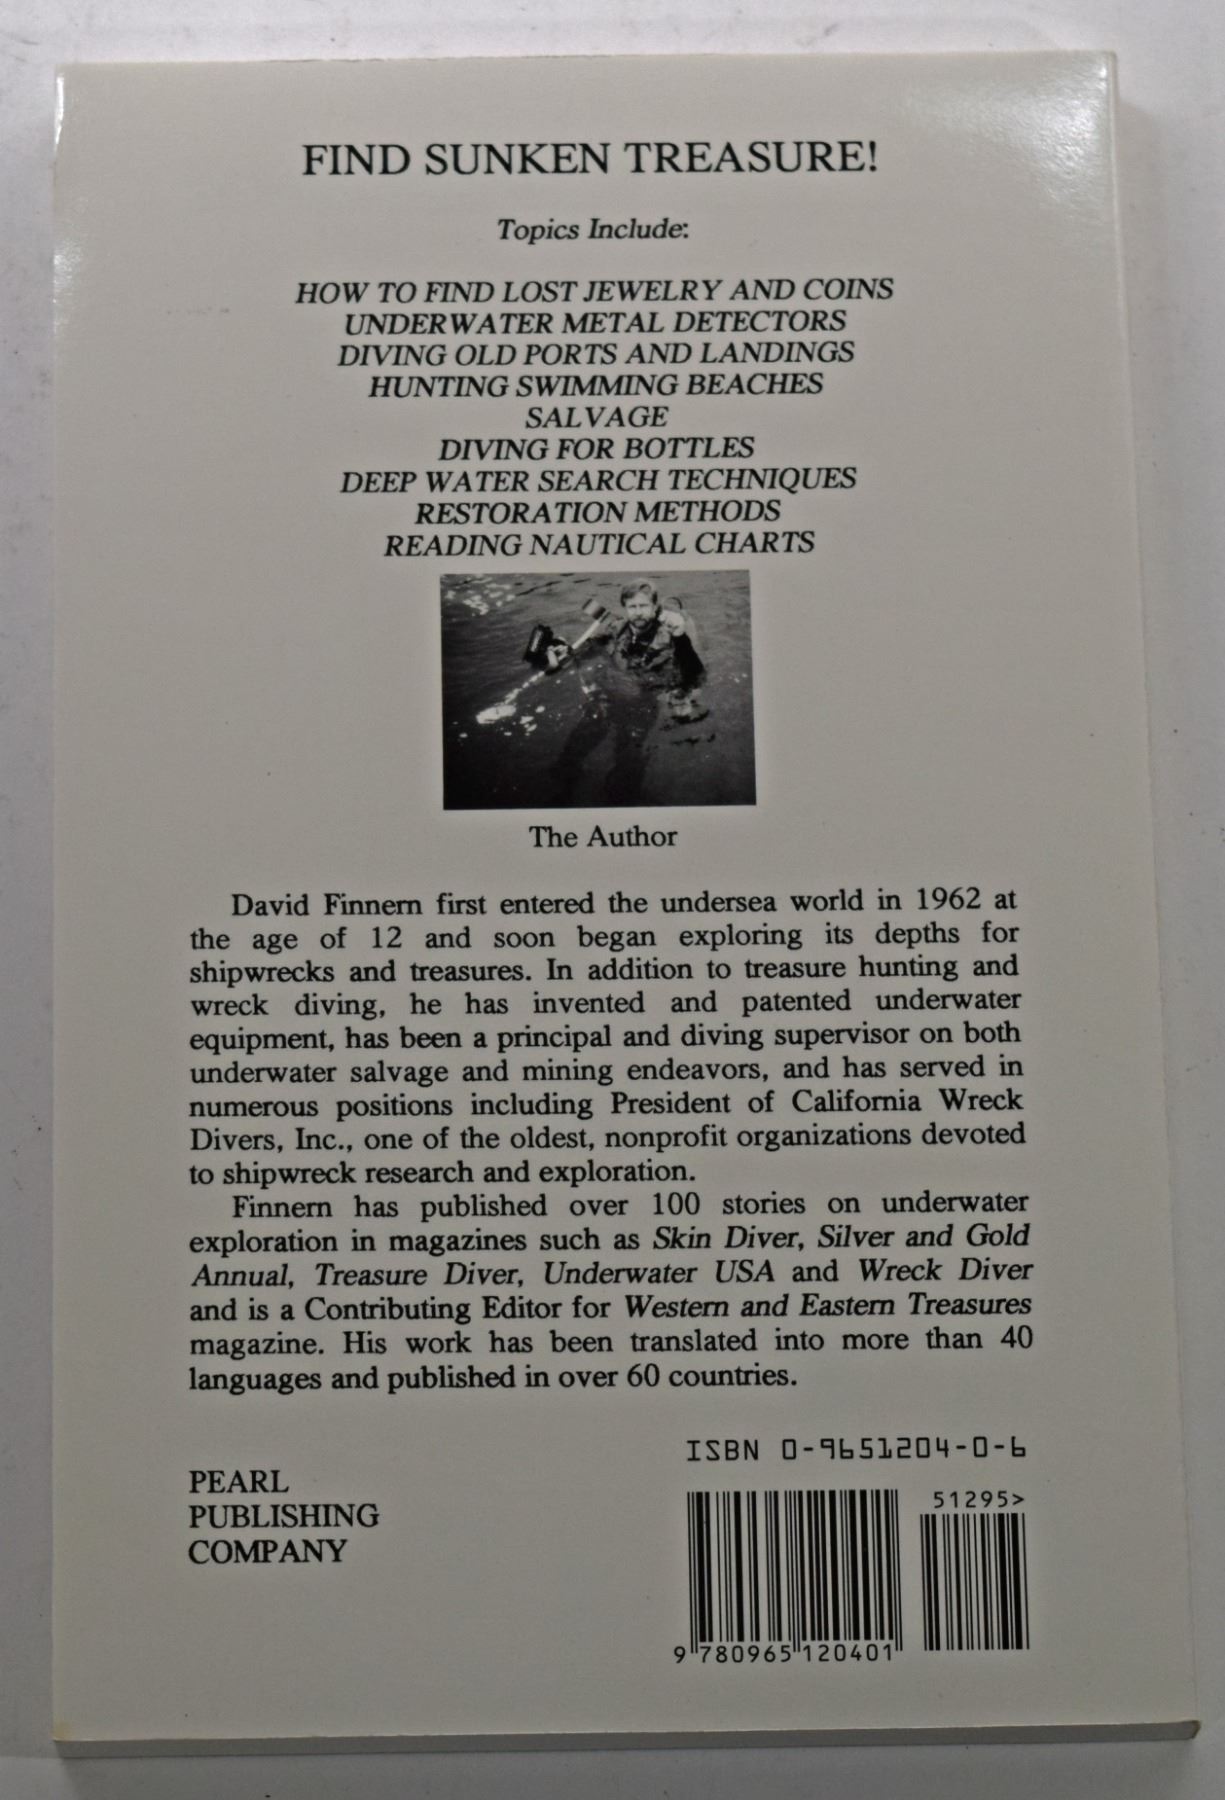 FIND SUNKEN TREASURE!
Topics Include:
HOW TO FIND LOST JEWELRY AND COINS
UNDERWATER METAL DETECTORS
DIVING OLD PORTS AND LANDINGS
HUNTING SWIMMING BEACHES
SALVAGE
DIVING FOR BOTTLES
DEEP WATER SEARCH TECHNIQUES
RESTORATION METHODS
READING NAUTICAL CHARTS
The Author
David Finnern first entered the undersea world in 1962 at
the age of 12 and soon began exploring its depths for
shipwrecks and treasures. In addition to treasure hunting and
wreck diving, he has invented and patented underwater
equipment, has been a principal and diving supervisor on both
underwater salvage and mining endeavors, and has served in
numerous positions including President of California Wreck
Divers, Inc., one of the oldest, nonprofit organizations devoted
to shipwreck research and exploration.
Finnern has published over 100 stories on underwater
exploration in magazines such as Skin Diver, Silver and Gold
Annual, Treasure Diver, Underwater USA and Wreck Diver
and is a Contributing Editor for Western and Eastern Treasures
magazine. His work has been translated into more than 40
languages and published in over 60 countries.
PEARL
PUBLISHING
COMPANY
ISBN 0-9651204-0-6
51295>
9 780965 120401